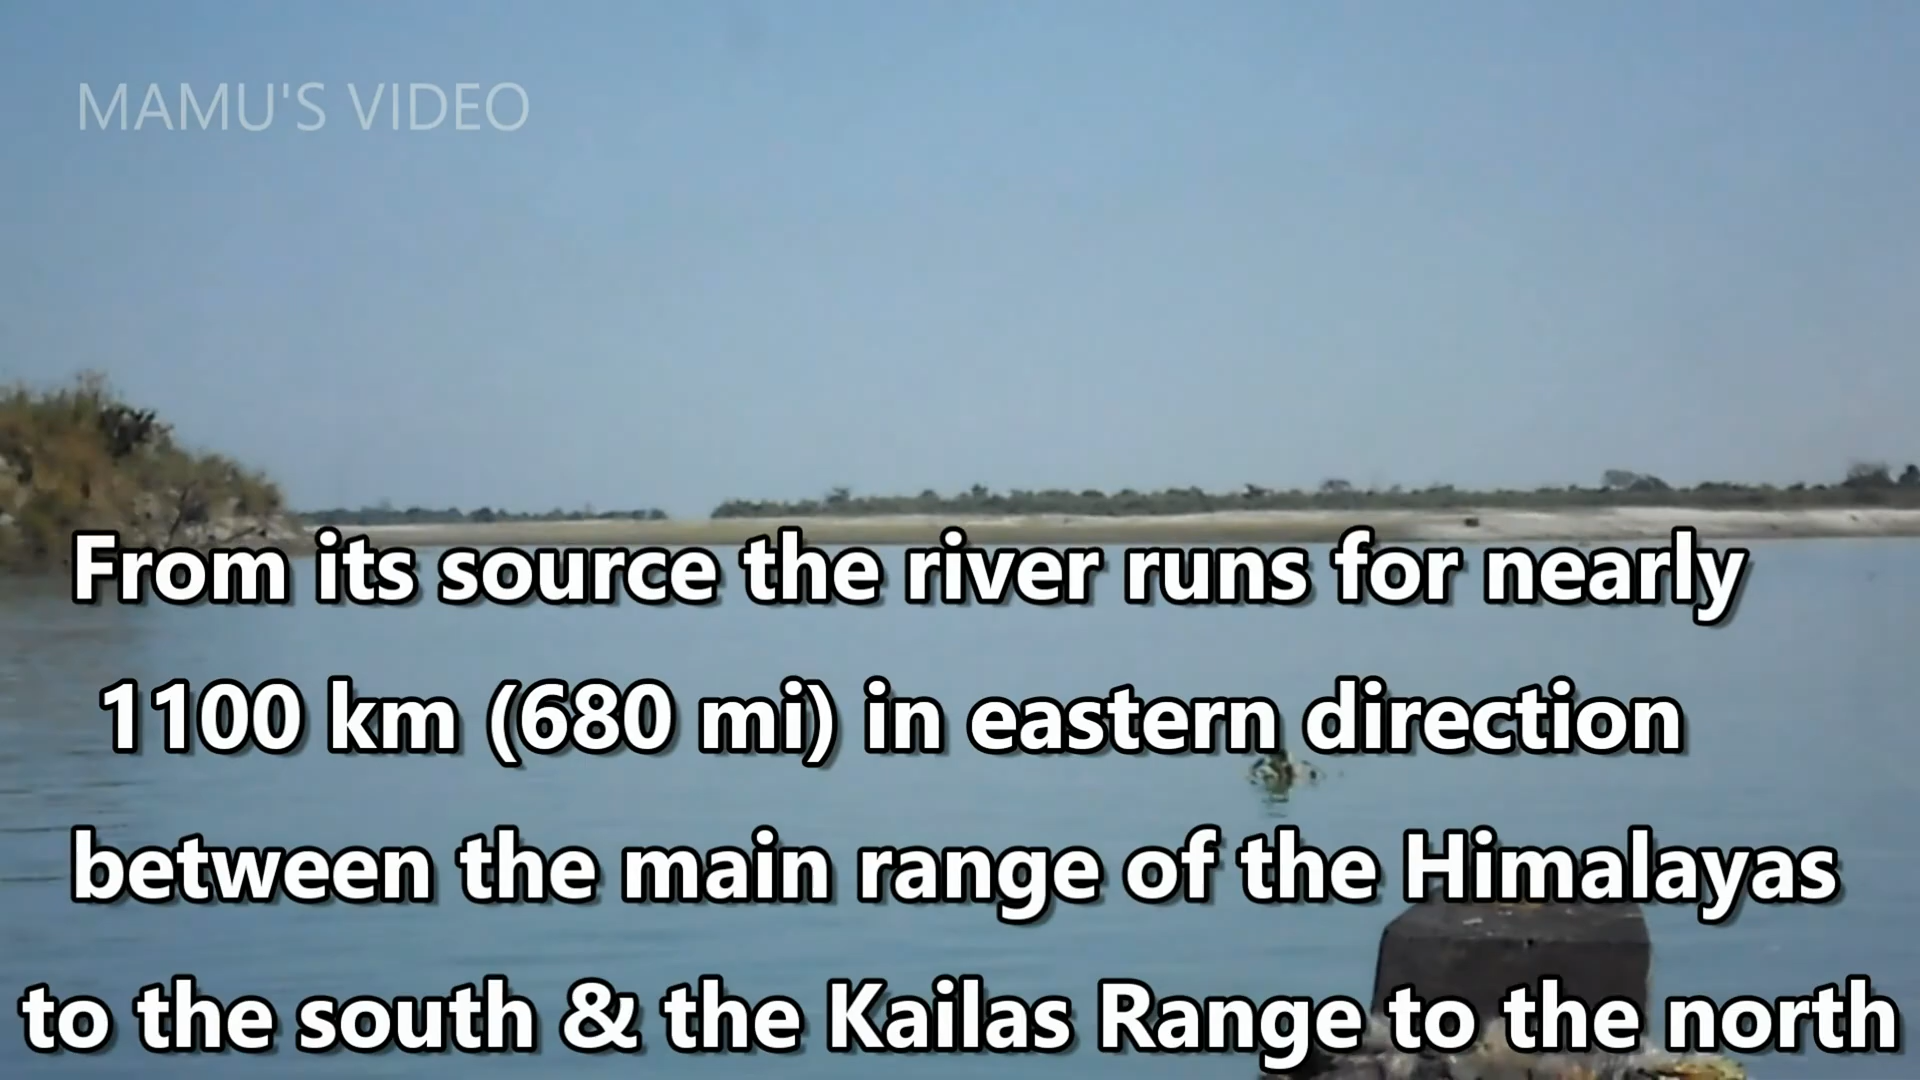 MAMU'S VIDEO
From its source the river runs for nearly
1100 km (680 mi) in eastern direction
between the main range of the Himalayas
to the south & the Kailas Range to the north